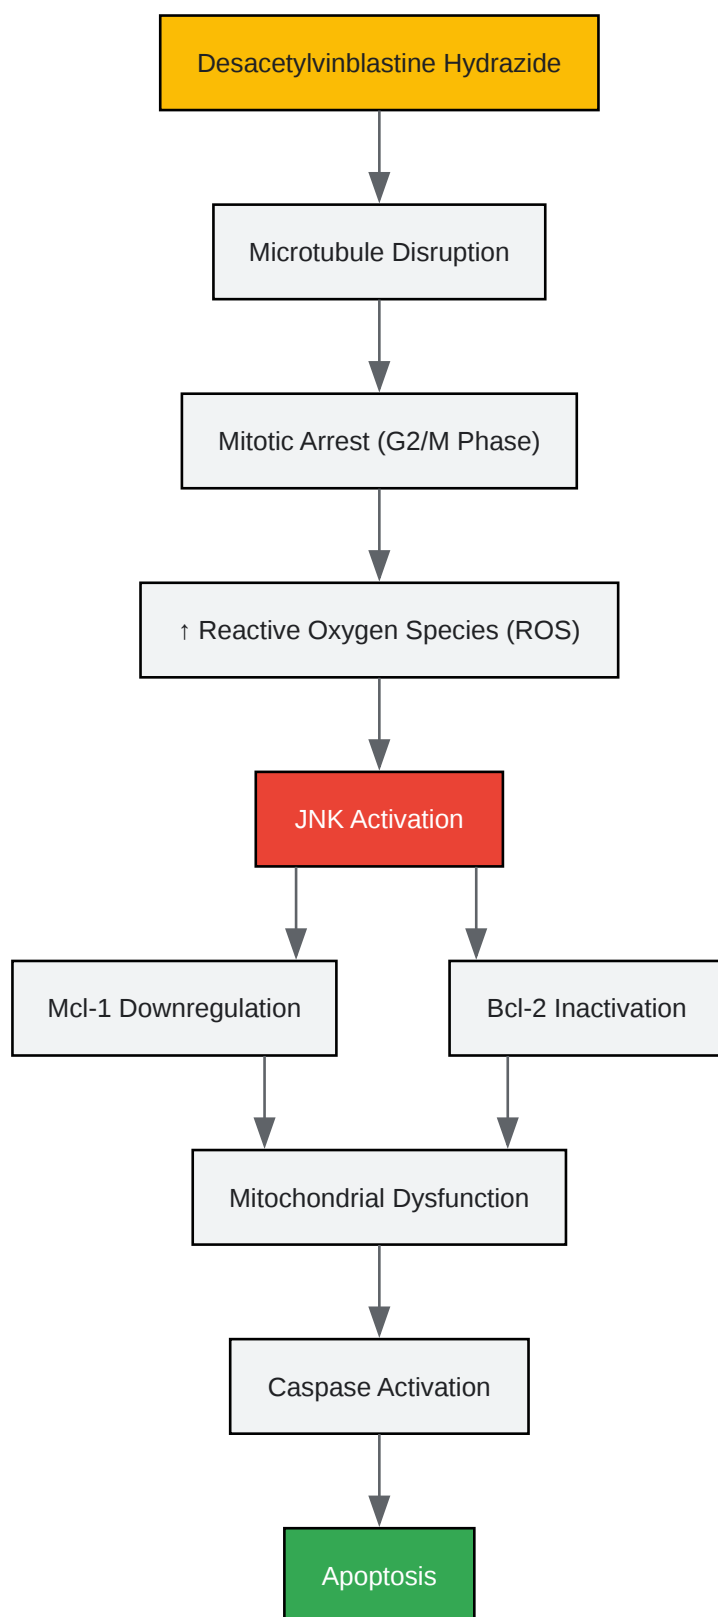 Desacetylvinblastine Hydrazide
Microtubule Disruption
Mitotic Arrest (G2/M Phase)
↑ Reactive Oxygen Species (ROS)
JNK Activation
Mcl-1 Downregulation
Bcl-2 Inactivation
Mitochondrial Dysfunction
Caspase Activation
Apoptosis